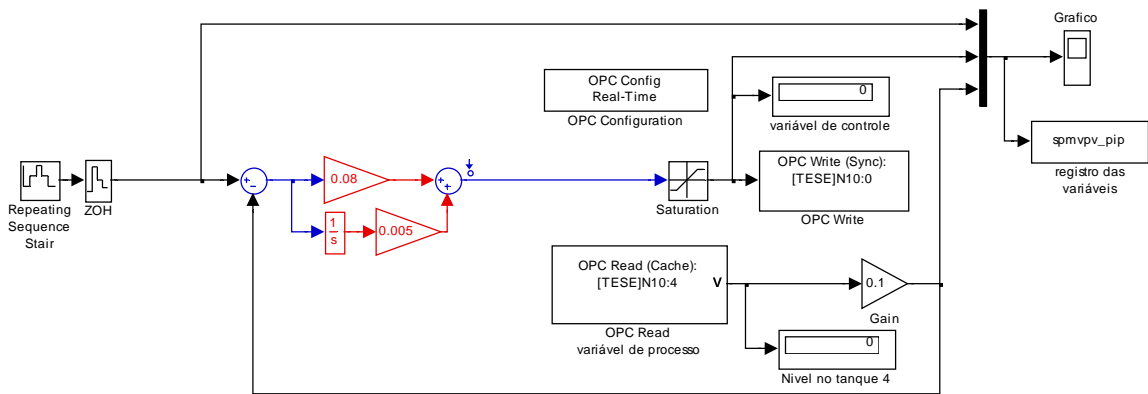 Grafico
OPC Config
Real-Time
OPC Configuration
0
variável de controle
spmvpv_pip
registro das
variáveis
Repeating
Sequence
Stair
ZOH
+
-
0.08
1
s
0.005
+
+
Saturation
OPC Write (Sync):
[TESE]N10:0
OPC Write
OPC Read (Cache):
[TESE]N10:4
V
OPC Read
variável de processo
0.1
Gain
0
Nivel no tanque 4